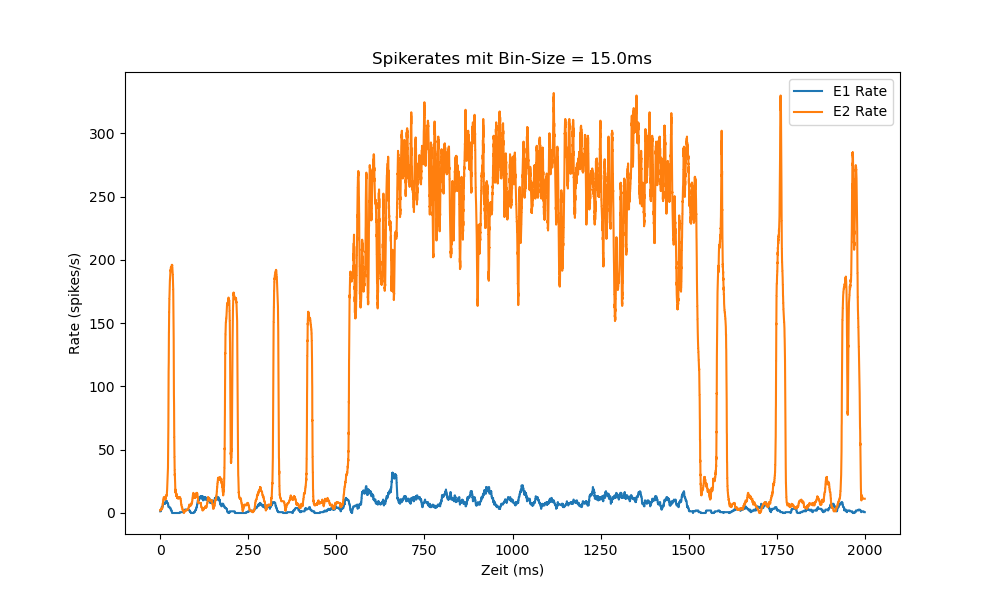 Spikerates mit Bin-Size = 15.0ms
E1 Rate
E2 Rate
Rate (spikes/s)
300
250
200
150
100
50
0
0 250 500 750 1000 1250 1500 1750 2000
Zeit (ms)